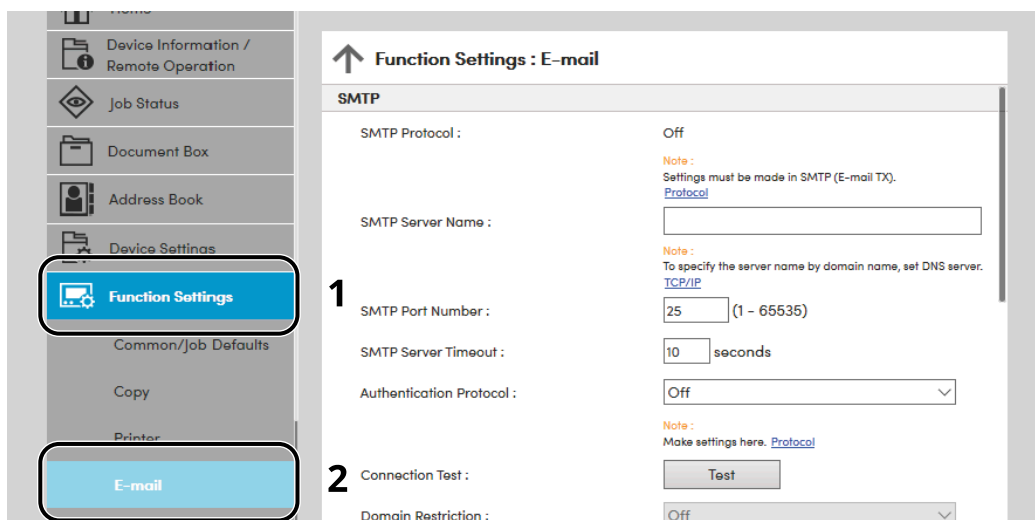 Home
Device Information /
Remote Operation
Job Status
Document Box
Address Book
Device Settings
Function Settings
Common/Job Defaults
Copy
Printer
E-mail
1
2
Function Settings : E-mail
SMTP
SMTP Protocol :
Off
Note :
Settings must be made in SMTP (E-mail TX).
Protocol
SMTP Server Name :
Note :
To specify the server name by domain name, set DNS server.
TCP/IP
SMTP Port Number :
25 (1 - 65535)
SMTP Server Timeout :
10 seconds
Authentication Protocol :
Off
Note :
Make settings here. Protocol
Connection Test :
Test
Domain Restriction :
Off